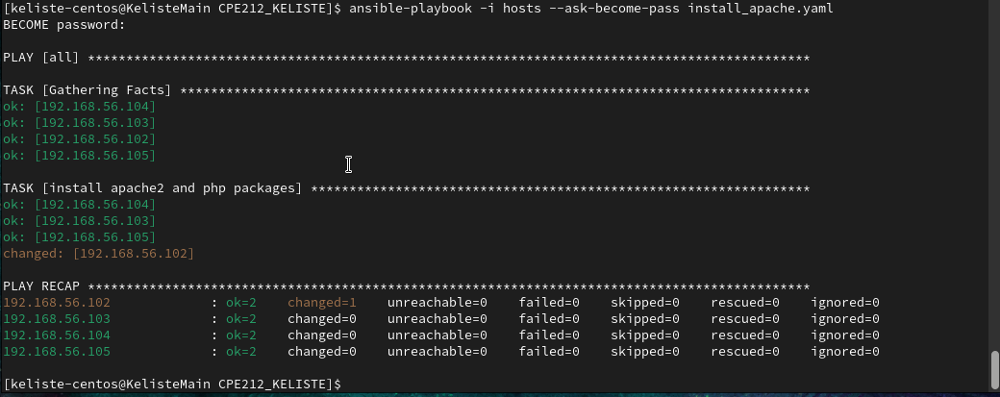 [keliste-centos@KelisteMain CPE212_KELISTE]$ ansible-playbook -i hosts --ask-become-pass install_apache.yaml
BECOME password:
PLAY [all] **********************************************************************************************
TASK [Gathering Facts] **********************************************************************************
ok: [192.168.56.104]
ok: [192.168.56.103]
ok: [192.168.56.102]
ok: [192.168.56.105]
TASK [install apache2 and php packages] *****************************************************************
ok: [192.168.56.104]
ok: [192.168.56.103]
ok: [192.168.56.105]
changed: [192.168.56.102]
PLAY RECAP **********************************************************************************************
192.168.56.102             : ok=2    changed=1    unreachable=0    failed=0    skipped=0    rescued=0    ignored=0
192.168.56.103             : ok=2    changed=0    unreachable=0    failed=0    skipped=0    rescued=0    ignored=0
192.168.56.104             : ok=2    changed=0    unreachable=0    failed=0    skipped=0    rescued=0    ignored=0
192.168.56.105             : ok=2    changed=0    unreachable=0    failed=0    skipped=0    rescued=0    ignored=0
[keliste-centos@KelisteMain CPE212_KELISTE]$